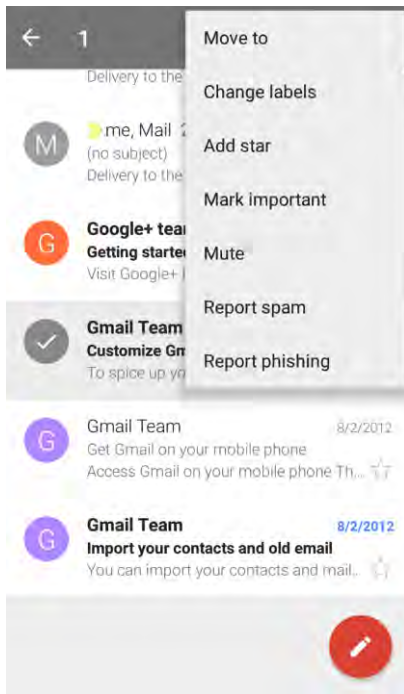 1
Move to
Delivery to the
Change labels
M
me, Mail 2
(no subject)
Delivery to the
Add star
Mark important
G
Google+ tea
Getting starte
Visit Google+
Mute
Report spam
Gmail Team
Customize Gm
To spice up yo
Report phishing
G
Gmail Team
8/2/2012
Get Gmail on your mobile phone
Access Gmail on your mobile phone Th...
G
Gmail Team
8/2/2012
Import your contacts and old email
You can import your contacts and mail...